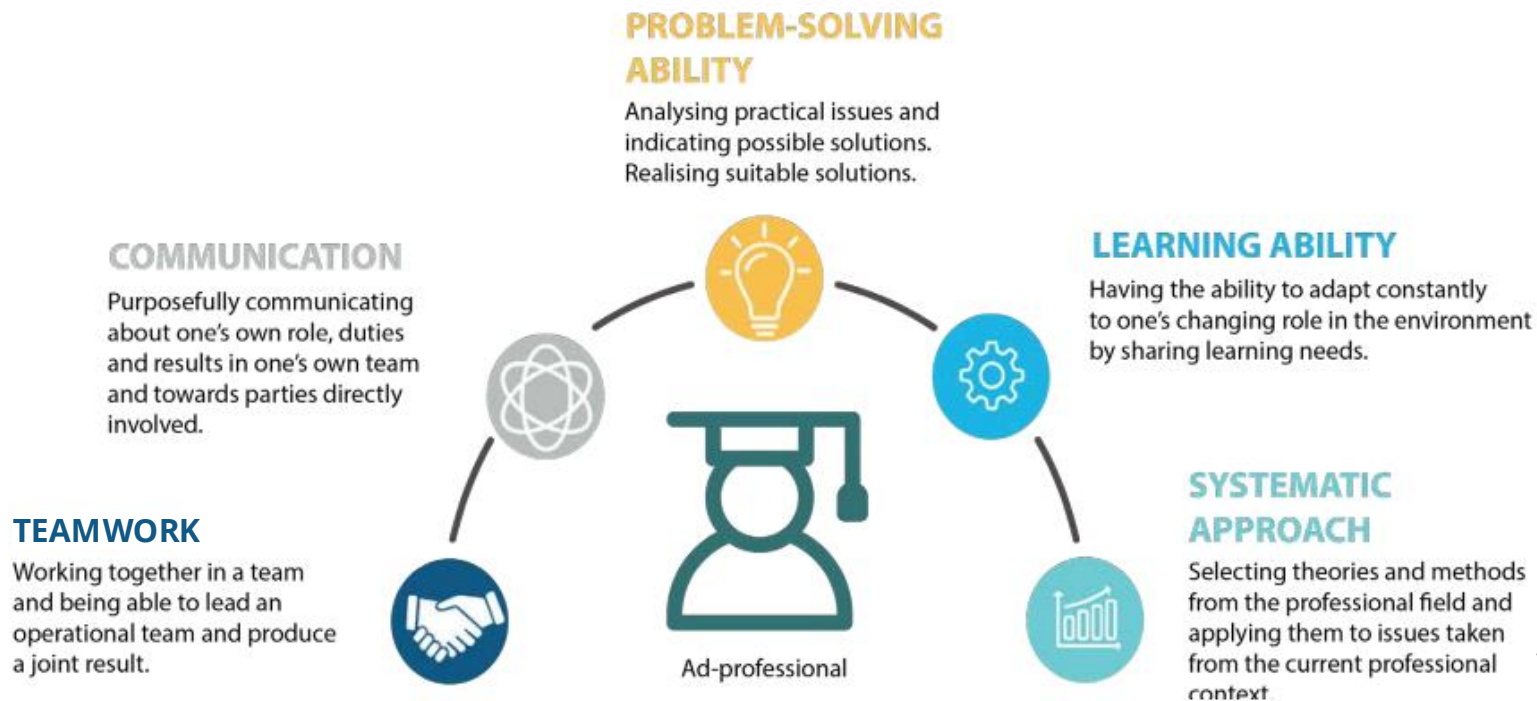 PROBLEM-SOLVING
ABILITY
Analysing practical issues and
indicating possible solutions.
Realising suitable solutions.
COMMUNICATION
Purposefully communicating
about one's own role, duties
and results in one's own team
and towards parties directly
involved.
LEARNING ABILITY
Having the ability to adapt constantly
to one's changing role in the environment
by sharing learning needs.
TEAMWORK
Working together in a team
and being able to lead an
operational team and produce
a joint result.
SYSTEMATIC
APPROACH
Selecting theories and methods
from the professional field and
applying them to issues taken
from the current professional
context.
Ad-professional